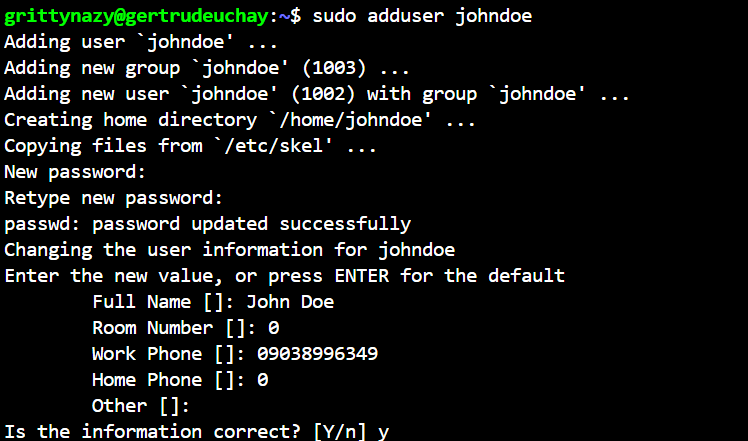 grittynazy@gertrudeuchay:~$ sudo adduser johndoe
Adding user `johndoe' ...
Adding new group `johndoe' (1003) ...
Adding new user `johndoe' (1002) with group `johndoe' ...
Creating home directory `/home/johndoe' ...
Copying files from `/etc/skel' ...
New password:
Retype new password:
passwd: password updated successfully
Changing the user information for johndoe
Enter the new value, or press ENTER for the default
        Full Name []: John Doe
        Room Number []: 0
        Work Phone []: 09038996349
        Home Phone []: 0
        Other []:
Is the information correct? [Y/n] y